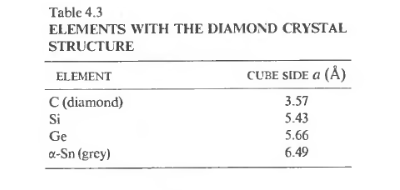 Table 4.3
ELEMENTS WITH THE DIAMOND CRYSTAL
STRUCTURE
ELEMENT CUBE SIDE a (Å)
C (diamond) 3.57
Si 5.43
Ge 5.66
α-Sn (grey) 6.49